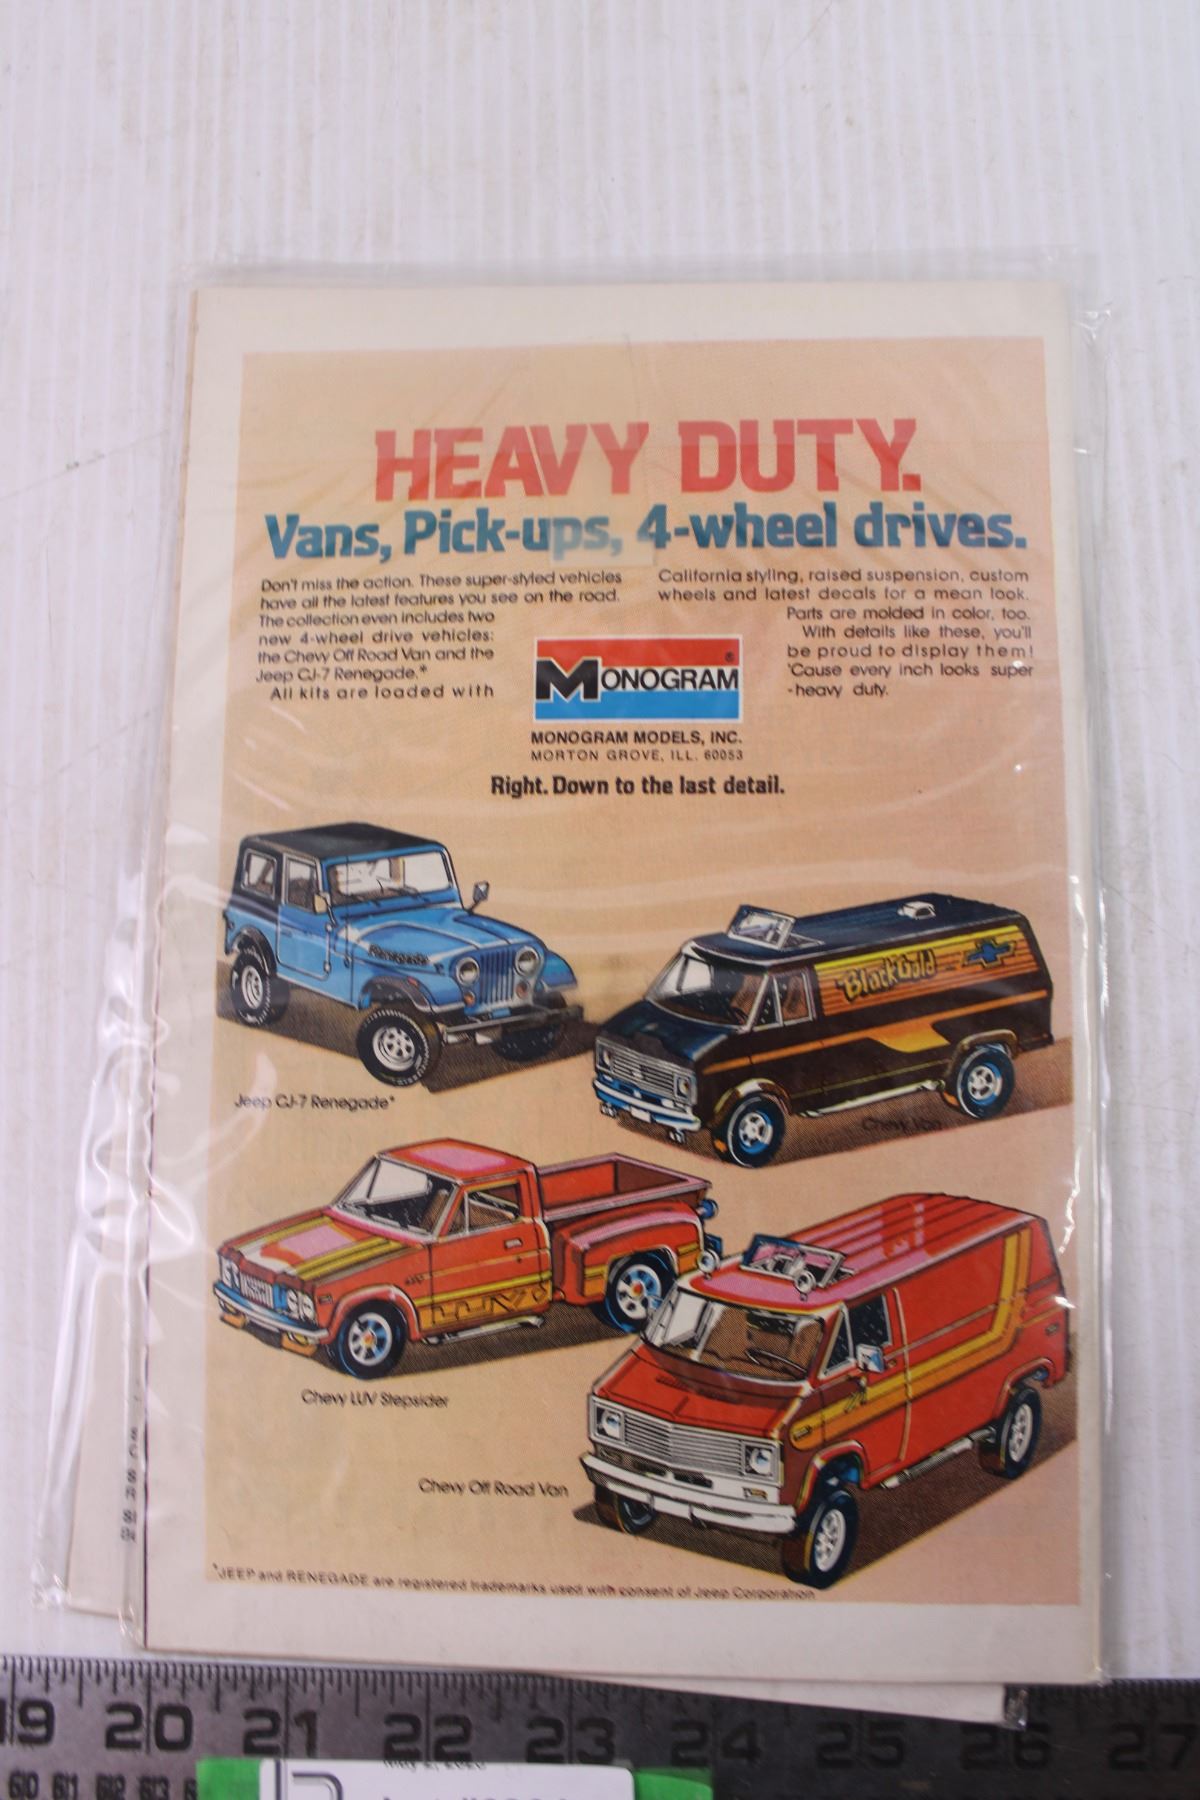 HEAVY DUTY.
Vans, Pick-ups, 4-wheel drives.
Don't miss the action. These super-styled vehicles
have all the latest features you see on the road.
The collection even includes two
new 4-wheel drive vehicles:
the Chevy Off Road Van and the
Jeep CJ-7 Renegade.*
All kits are loaded with
California styling, raised suspension, custom
wheels and latest decals for a mean look.
Parts are molded in color, too.
With details like these, you'll
be proud to display them!
'Cause every inch looks super
-heavy duty.
MONOGRAM®
MONOGRAM MODELS, INC.
MORTON GROVE, ILL. 60053
Right. Down to the last detail.
Renegade
Black Gold
Jeep CJ-7 Renegade*
Chevy Van
LUV
Chevy LUV Stepsider
Chevy Off Road Van
*JEEP and RENEGADE are registered trademarks used with consent of Jeep Corporation
19 20 21 22 23 24 25 26 27
60 61 62 63